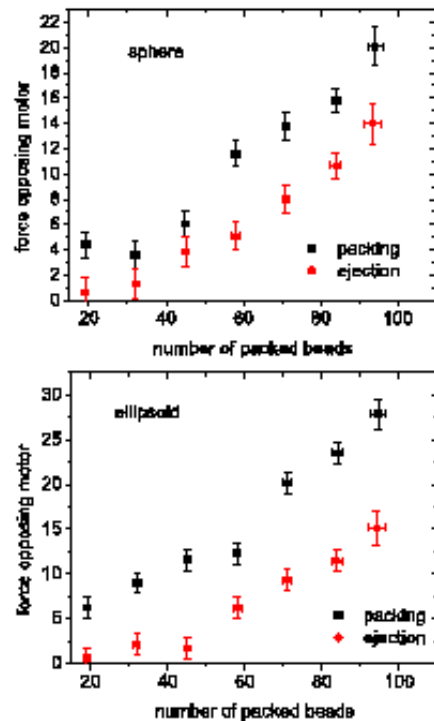 22
20
18
16
14
12
10
8
6
4
2
0
force opposing motor
sphere
packing
ejection
20 40 60 80 100
number of packed beads
30
25
20
15
10
5
0
force opposing motor
ellipsoid
packing
ejection
20 40 60 80 100
number of packed beads